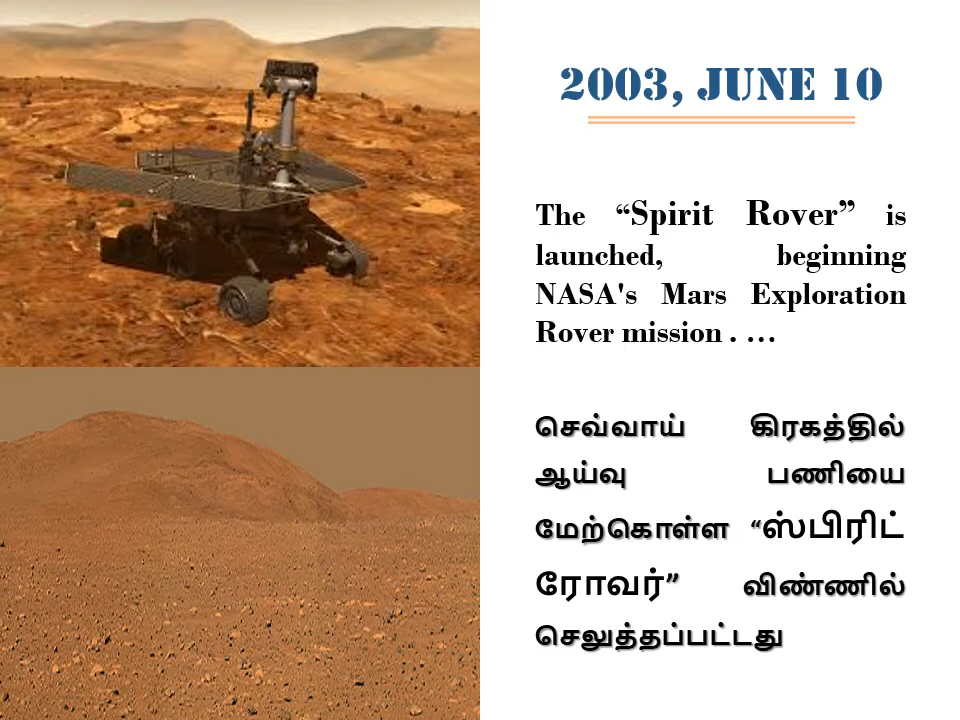 2003, JUNE 10
The “Spirit Rover” is
launched, beginning
NASA's Mars Exploration
Rover mission . …
செவ்வாய் கிரகத்தில்
ஆய்வு பணியை
மேற்கொள்ள “ஸ்பிரிட்
ரோவர்” விண்ணில்
செலுத்தப்பட்டது